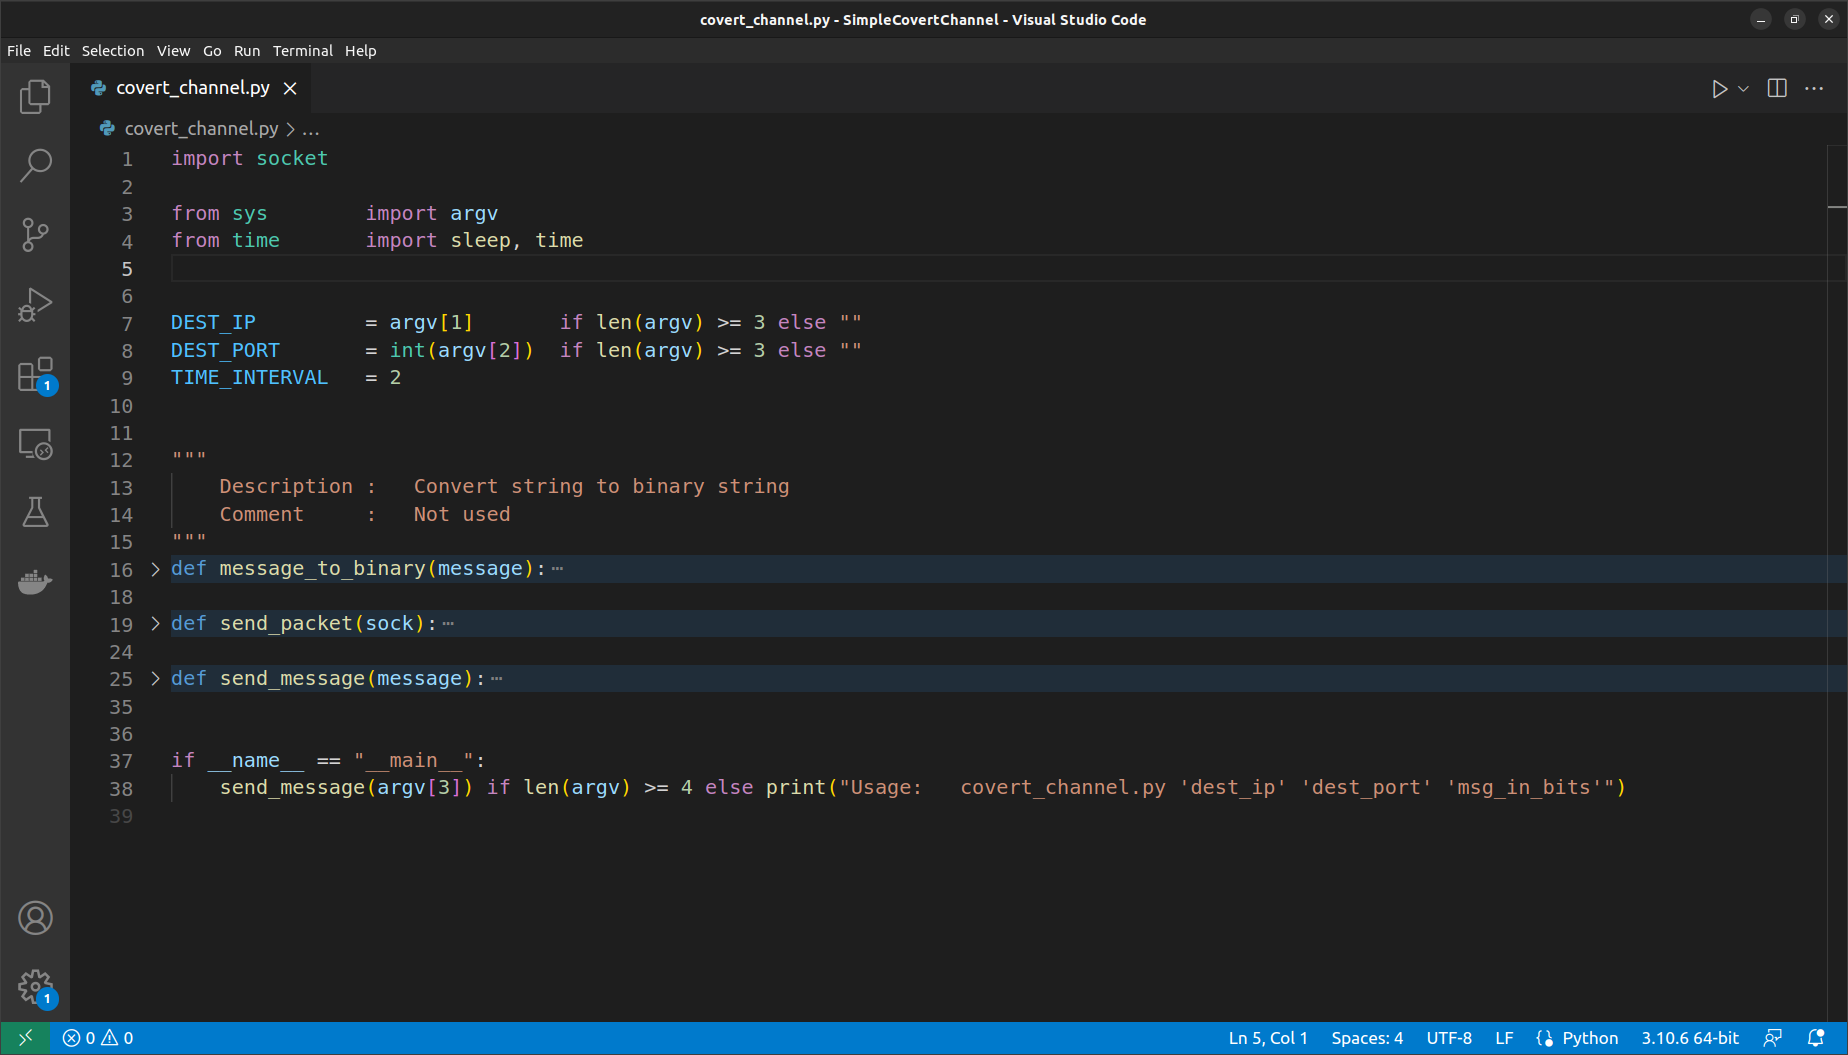 covert_channel.py - SimpleCovertChannel - Visual Studio Code
File Edit Selection View Go Run Terminal Help
covert_channel.py
covert_channel.py > ...
1 import socket
2
3 from sys        import argv
4 from time       import sleep, time
5
6
7 DEST_IP         = argv[1]       if len(argv) >= 3 else ""
8 DEST_PORT       = int(argv[2])  if len(argv) >= 3 else ""
9 TIME_INTERVAL   = 2
10
11
12 """
13     Description :   Convert string to binary string
14     Comment     :   Not used
15 """
16 def message_to_binary(message):···
18
19 def send_packet(sock):···
24
25 def send_message(message):···
35
36
37 if __name__ == "__main__":
38     send_message(argv[3]) if len(argv) >= 4 else print("Usage:   covert_channel.py 'dest_ip' 'dest_port' 'msg_in_bits'")
39
1
1
0 0 Ln 5, Col 1 Spaces: 4 UTF-8 LF {} Python 3.10.6 64-bit